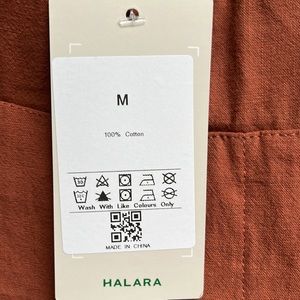 M
100% Cotton
Wash With Like Colours Only
MADE IN CHINA
HALARA